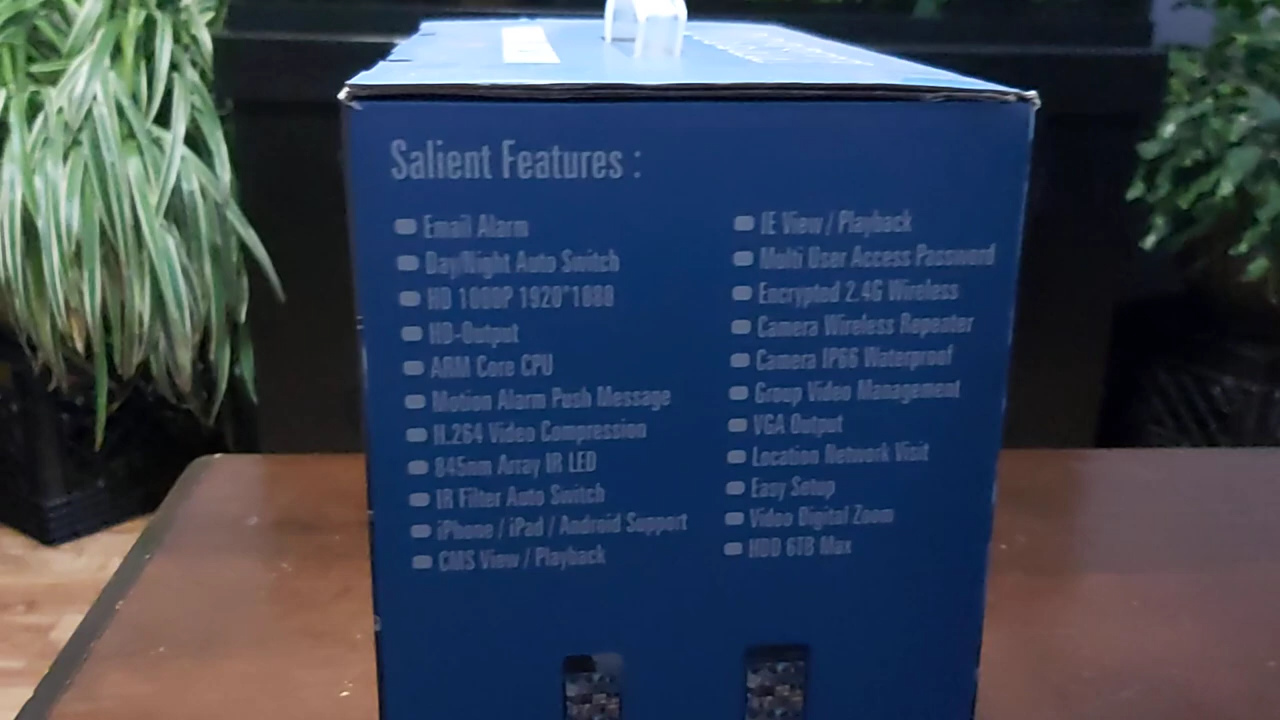 Salient Features :
Email Alarm
Day/Night Auto Switch
HD 1080P 1920*1080
HD-Output
ARM Core CPU
Motion Alarm Push Message
H.264 Video Compression
845nm Array IR LED
IR Filter Auto Switch
iPhone / iPad / Android Support
CMS View / Playback
IE View / Playback
Multi User Access Password
Encrypted 2.4G Wireless
Camera Wireless Repeater
Camera IP66 Waterproof
Group Video Management
VGA Output
Location Network Visit
Easy Setup
Video Digital Zoom
HDD 6TB Max